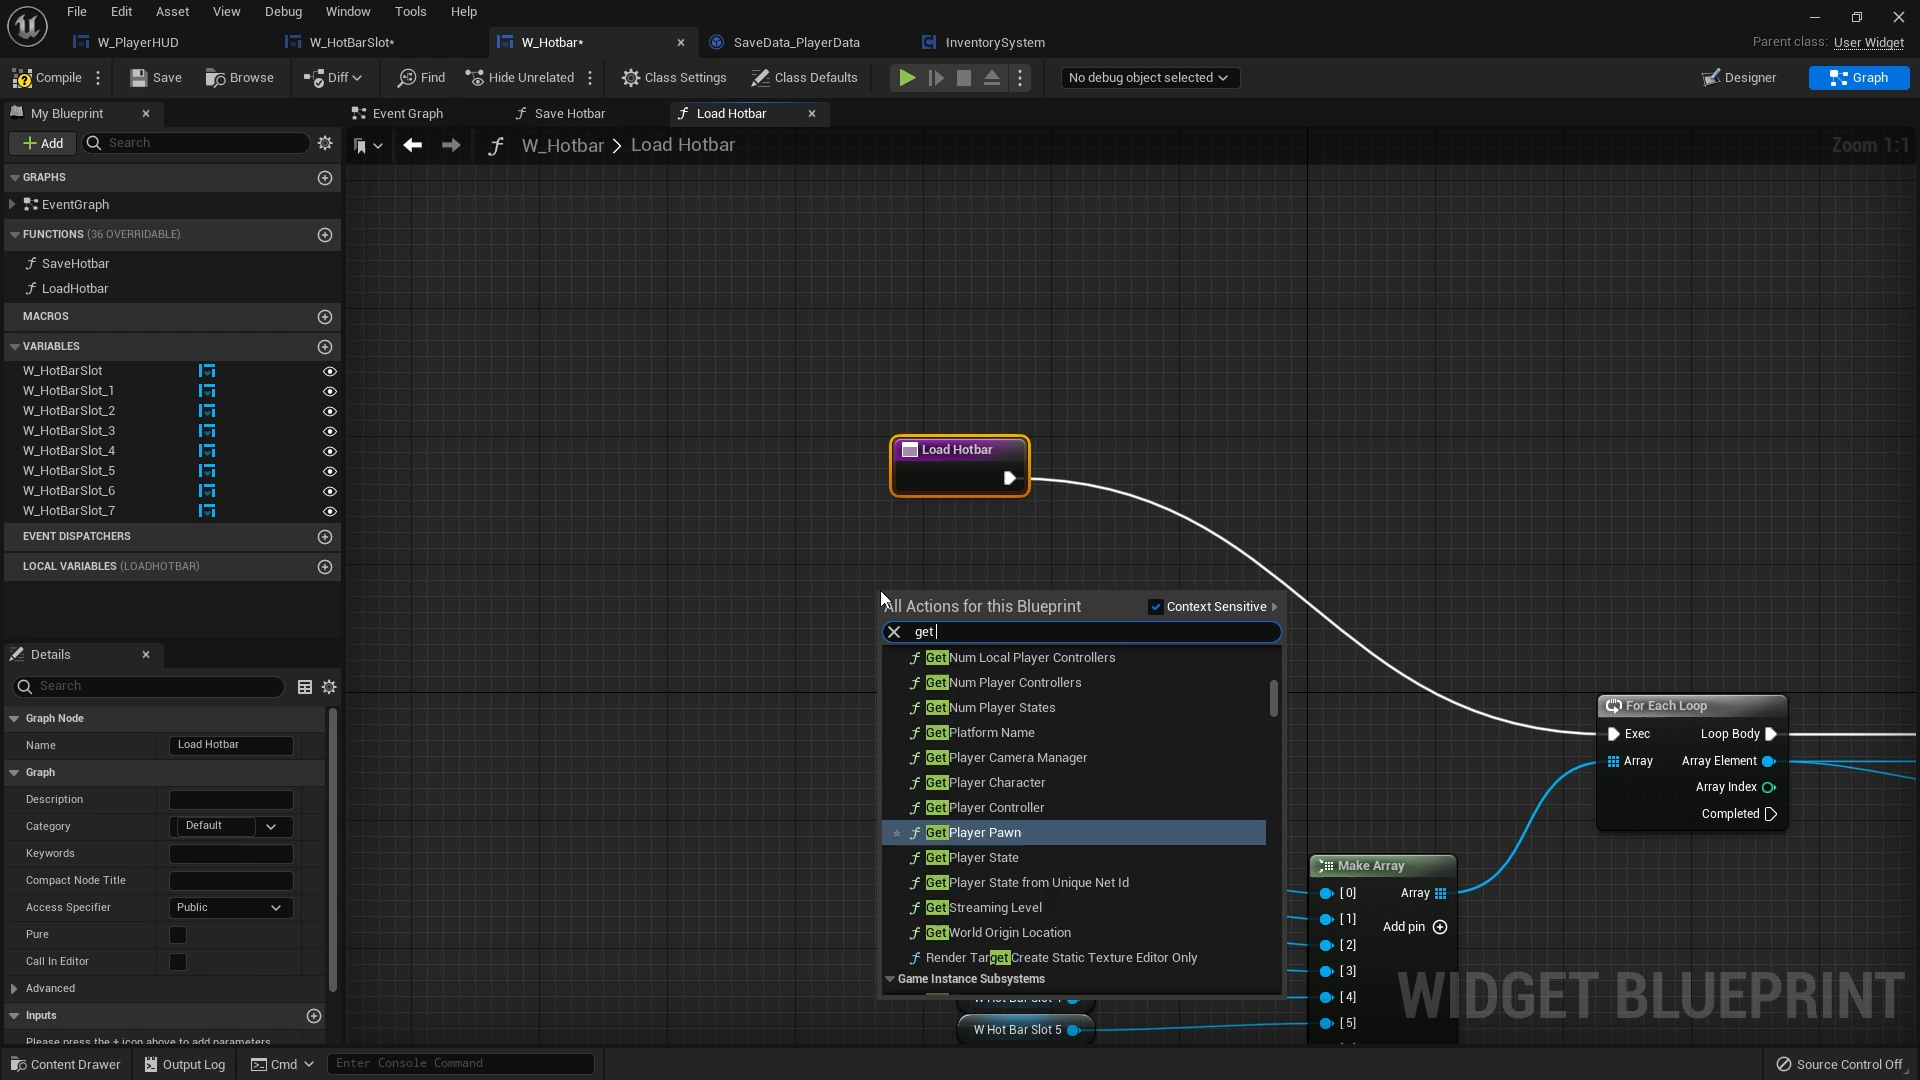 File Edit Asset View Debug Window Tools Help
W_PlayerHUD W_HotBarSlot* W_Hotbar* SaveData_PlayerData InventorySystem
Parent class: User Widget
Compile Save Browse Diff Find Hide Unrelated Class Settings Class Defaults No debug object selected Designer Graph
My Blueprint
Event Graph Save Hotbar Load Hotbar
Add Search
W_Hotbar > Load Hotbar Zoom 1:1
GRAPHS
EventGraph
FUNCTIONS (36 OVERRIDABLE)
SaveHotbar
LoadHotbar
MACROS
VARIABLES
W_HotBarSlot
W_HotBarSlot_1
W_HotBarSlot_2
W_HotBarSlot_3
W_HotBarSlot_4
W_HotBarSlot_5
W_HotBarSlot_6
W_HotBarSlot_7
EVENT DISPATCHERS
LOCAL VARIABLES (LOADHOTBAR)
Details
Search
Graph Node
Name Load Hotbar
Graph
Description
Category Default
Keywords
Compact Node Title
Access Specifier Public
Pure
Call In Editor
Advanced
Inputs
Please press the + icon above to add parameters
Load Hotbar
All Actions for this Blueprint Context Sensitive
get
Get Num Local Player Controllers
Get Num Player Controllers
Get Num Player States
Get Platform Name
Get Player Camera Manager
Get Player Character
Get Player Controller
Get Player Pawn
Get Player State
Get Player State from Unique Net Id
Get Streaming Level
Get World Origin Location
Render Target Create Static Texture Editor Only
Game Instance Subsystems
W Hot Bar Slot 5
For Each Loop
Exec Loop Body
Array Array Element
Array Index
Completed
Make Array
[0] Array
[1] Add pin
[2]
[3]
[4]
[5]
WIDGET BLUEPRINT
Content Drawer Output Log Cmd Enter Console Command Source Control Off